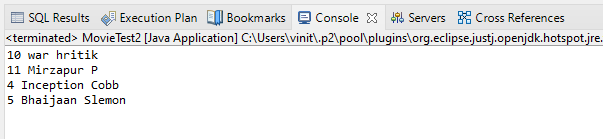 SQL Results Execution Plan Bookmarks Console Servers Cross References
<terminated> MovieTest2 [Java Application] C:\Users\vinit\.p2\pool\plugins\org.eclipse.justj.openjdk.hotspot.jre.
10 war hritik
11 Mirzapur P
4 Inception Cobb
5 Bhaijaan Slemon